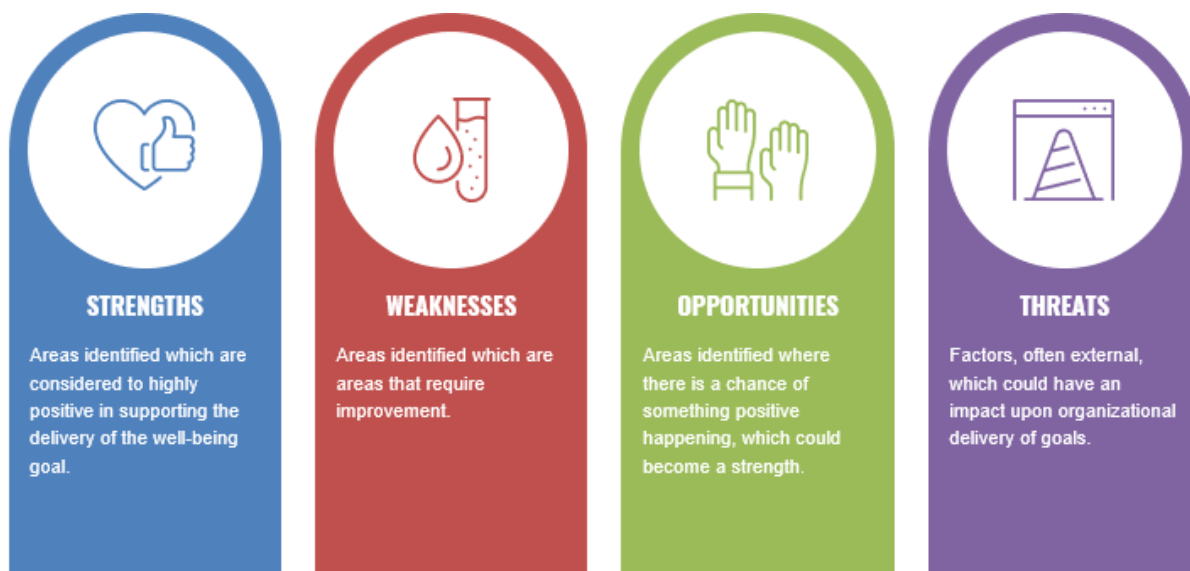 STRENGTHS
Areas identified which are
considered to highly
positive in supporting the
delivery of the well-being
goal.
WEAKNESSES
Areas identified which are
areas that require
improvement.
OPPORTUNITIES
Areas identified where
there is a chance of
something positive
happening, which could
become a strength.
THREATS
Factors, often external,
which could have an
impact upon organizational
delivery of goals.